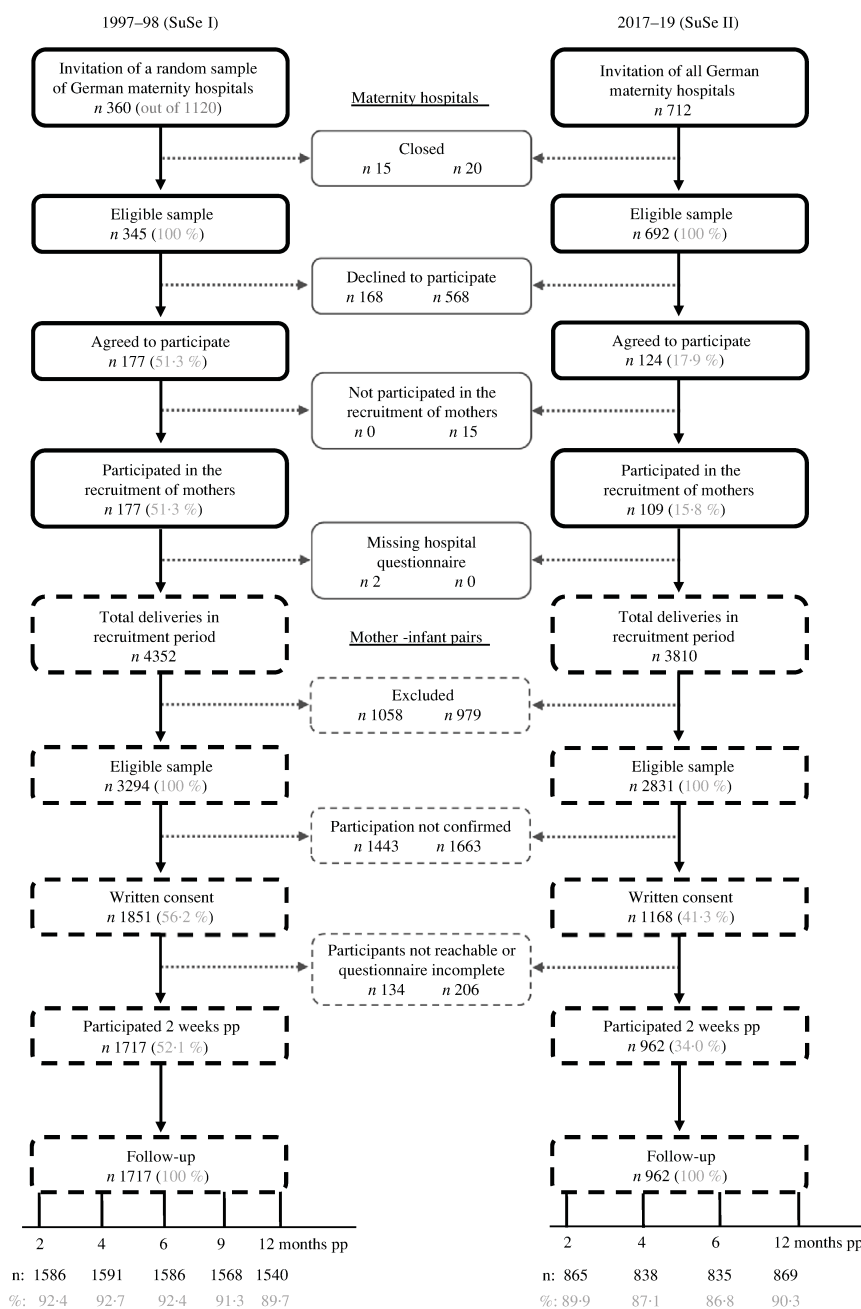 1997–98 (SuSe I)
2017–19 (SuSe II)
Invitation of a random sample
of German maternity hospitals
n 360 (out of 1120)
Maternity hospitals
Invitation of all German
maternity hospitals
n 712
Closed
n 15 n 20
Eligible sample
n 345 (100 %)
Eligible sample
n 692 (100 %)
Declined to participate
n 168 n 568
Agreed to participate
n 177 (51·3 %)
Agreed to participate
n 124 (17·9 %)
Not participated in the
recruitment of mothers
n 0 n 15
Participated in the
recruitment of mothers
n 177 (51·3 %)
Participated in the
recruitment of mothers
n 109 (15·8 %)
Missing hospital
questionnaire
n 2 n 0
Total deliveries in
recruitment period
n 4352
Mother -infant pairs
Total deliveries in
recruitment period
n 3810
Excluded
n 1058 n 979
Eligible sample
n 3294 (100 %)
Eligible sample
n 2831 (100 %)
Participation not confirmed
n 1443 n 1663
Written consent
n 1851 (56·2 %)
Written consent
n 1168 (41·3 %)
Participants not reachable or
questionnaire incomplete
n 134 n 206
Participated 2 weeks pp
n 1717 (52·1 %)
Participated 2 weeks pp
n 962 (34·0 %)
Follow-up
n 1717 (100 %)
Follow-up
n 962 (100 %)
2 4 6 9 12 months pp
n: 1586 1591 1586 1568 1540
%: 92·4 92·7 92·4 91·3 89·7
2 4 6 12 months pp
n: 865 838 835 869
%: 89·9 87·1 86·8 90·3